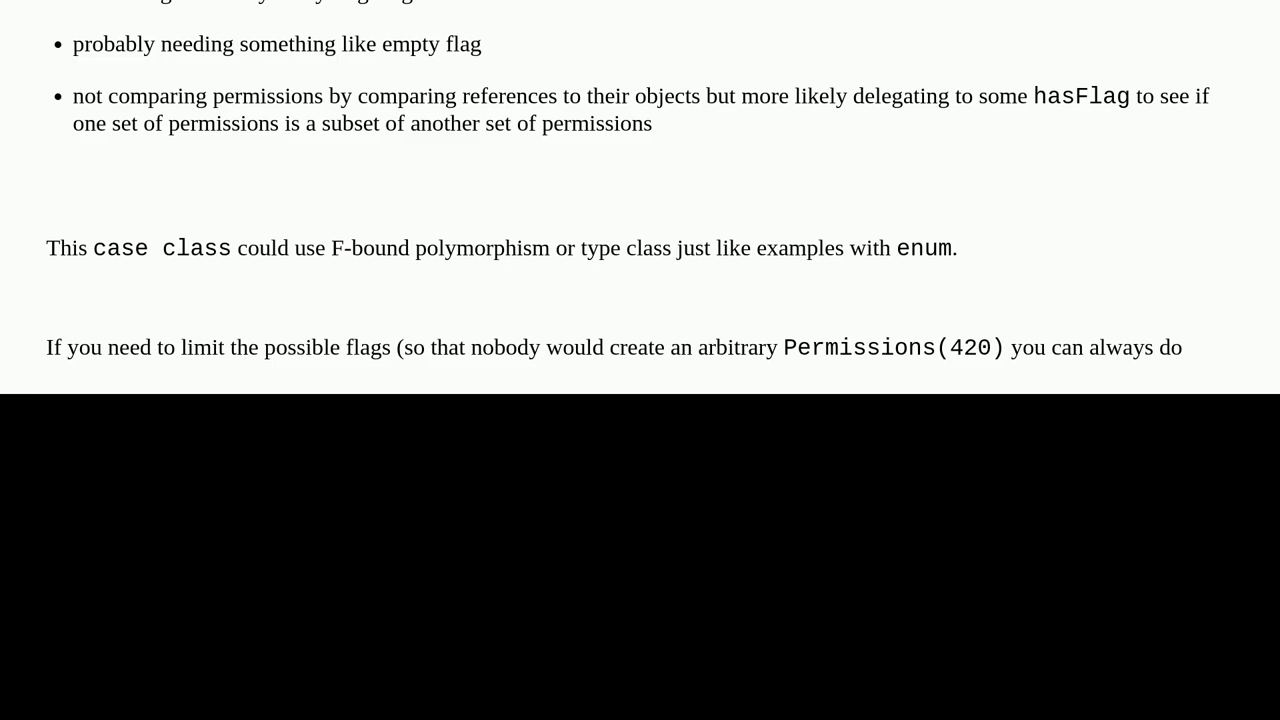 probably needing something like empty flag
not comparing permissions by comparing references to their objects but more likely delegating to some hasFlag to see if
one set of permissions is a subset of another set of permissions
This case class could use F-bound polymorphism or type class just like examples with enum.
If you need to limit the possible flags (so that nobody would create an arbitrary Permissions(420) you can always do